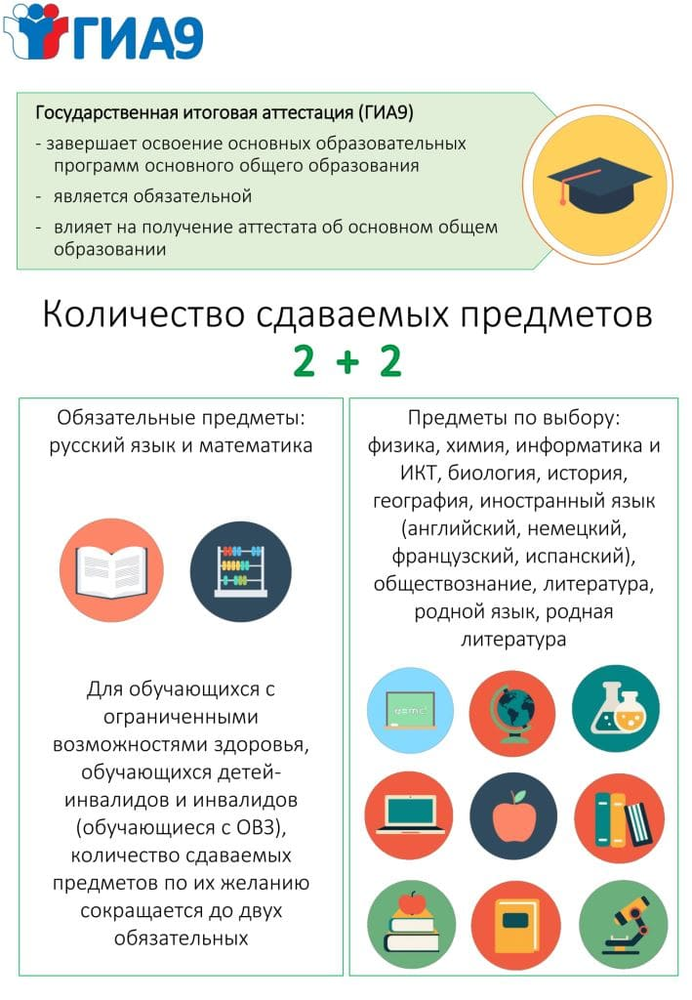 ГИА9
Государственная итоговая аттестация (ГИА9)
- завершает освоение основных образовательных
программ основного общего образования
- является обязательной
- влияет на получение аттестата об основном общем
образовании
Количество сдаваемых предметов
2 + 2
Обязательные предметы:
русский язык и математика
Для обучающихся с
ограниченными
возможностями здоровья,
обучающихся детей-
инвалидов и инвалидов
(обучающиеся с ОВЗ),
количество сдаваемых
предметов по их желанию
сокращается до двух
обязательных
Предметы по выбору:
физика, химия, информатика и
ИКТ, биология, история,
география, иностранный язык
(английский, немецкий,
французский, испанский),
обществознание, литература,
родной язык, родная
литература